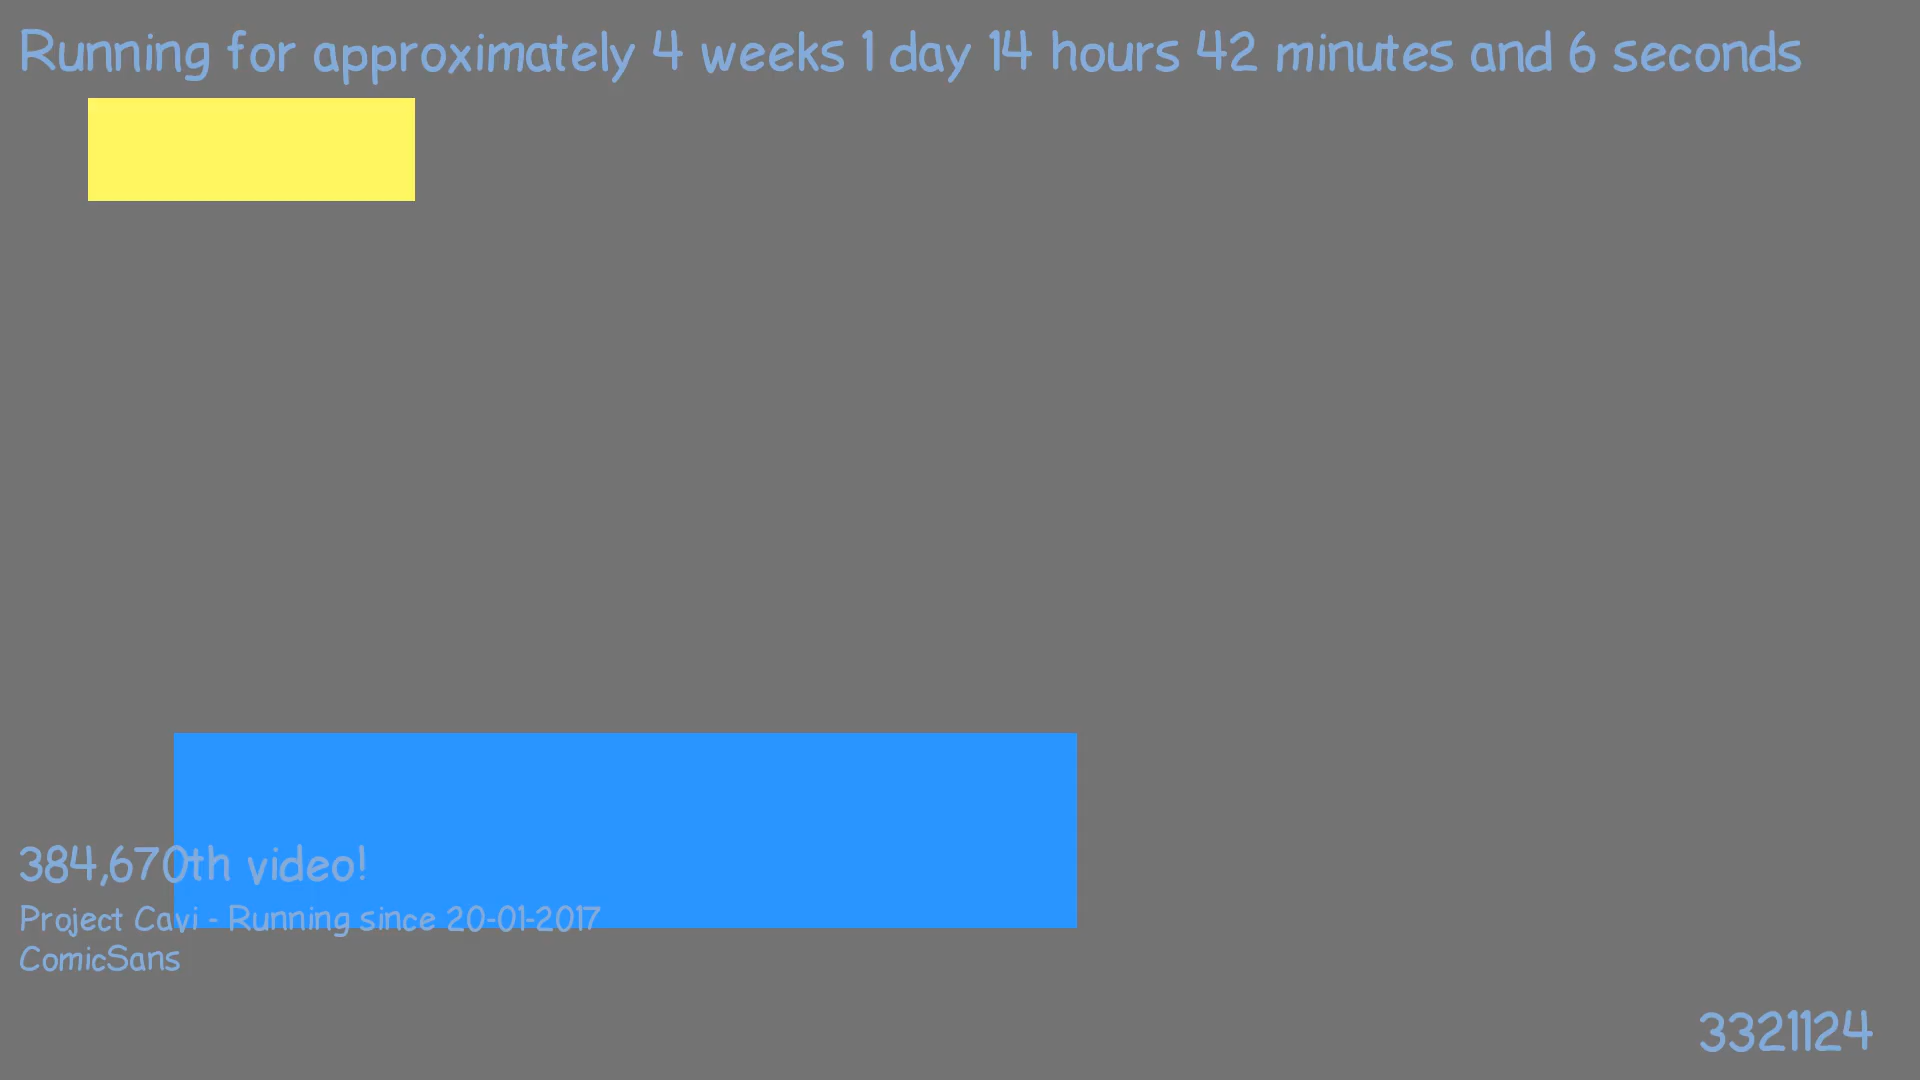 Running for approximately 4 weeks 1 day 14 hours 42 minutes and 6 seconds
384,670th video!
Project Cavi - Running since 20-01-2017
ComicSans
3321124